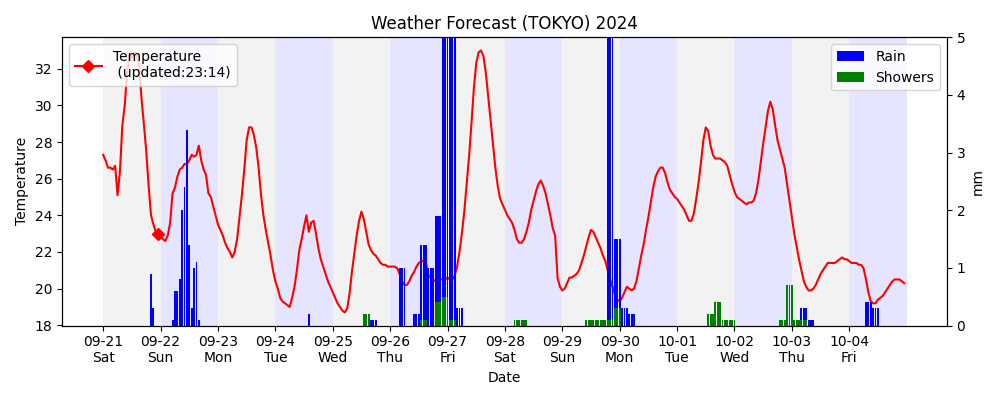 Weather Forecast (TOKYO) 2024
Temperature
(updated:23:14)
Rain
Showers
Temperature
32
30
28
26
24
22
20
18
5
4
3
2
1
0
mm
09-21 09-22 09-23 09-24 09-25 09-26 09-27 09-28 09-29 09-30 10-01 10-02 10-03 10-04
Sat Sun Mon Tue Wed Thu Fri Sat Sun Mon Tue Wed Thu Fri
Date